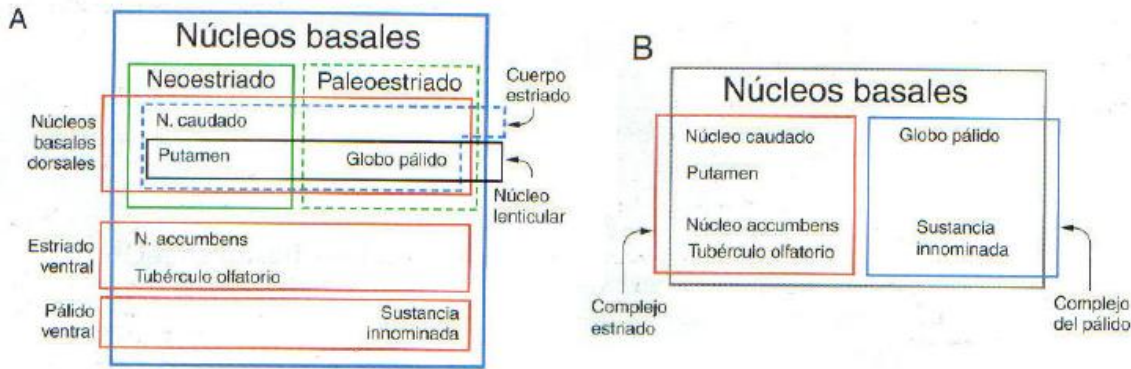 A
Núcleos basales
Neoestriado
Paleoestriado
Cuerpo
estriado
Núcleos
basales
dorsales
N. caudado
Putamen
Globo pálido
Núcleo
lenticular
Estriado
ventral
N. accumbens
Tubérculo olfatorio
Pálido
ventral
Sustancia
innominada
B
Núcleos basales
Núcleo caudado
Globo pálido
Putamen
Núcleo accumbens
Tubérculo olfatorio
Sustancia
innominada
Complejo
estriado
Complejo
del pálido